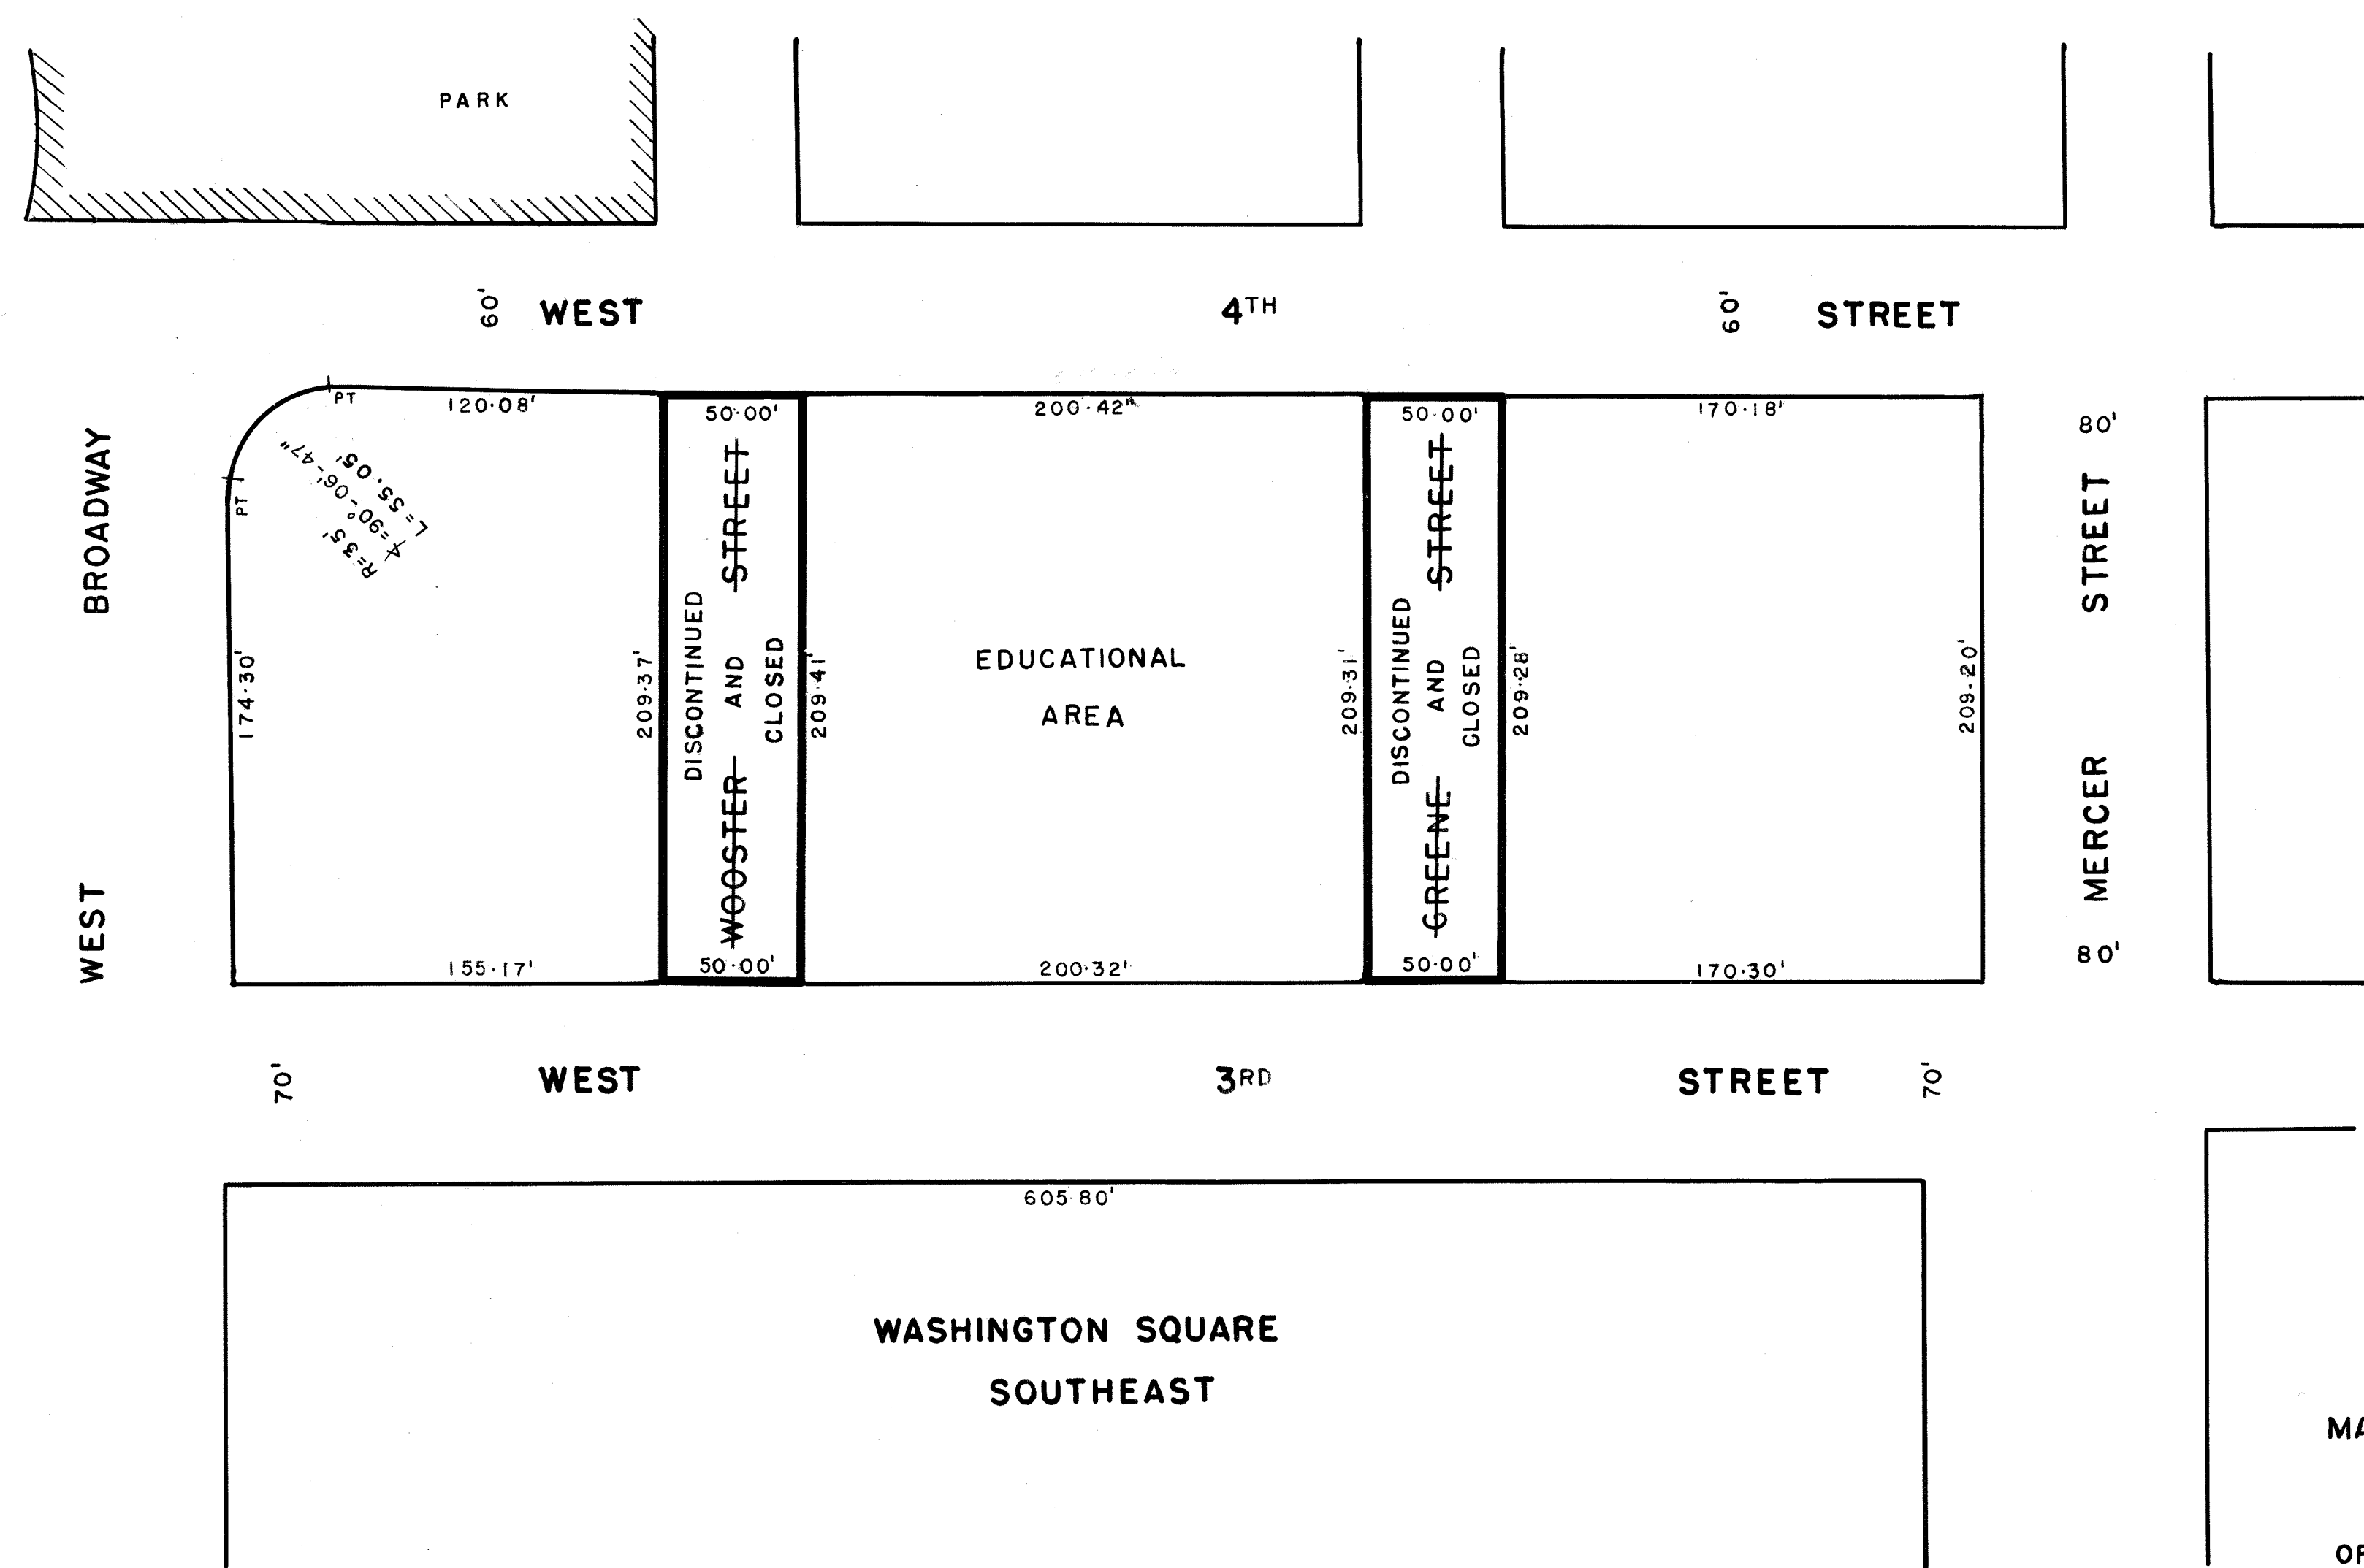 PARK
60'
WEST 4TH STREET
60'
PT
120.08'
50.00'
200.42'
50.00'
170.18'
80'
PT
R=35'
∡=90°-06'-47"
L=55.05'
WEST BROADWAY
174.30'
209.37'
WOOSTER STREET
DISCONTINUED
AND
CLOSED
209.41'
EDUCATIONAL
AREA
209.31'
GREENE STREET
DISCONTINUED
AND
CLOSED
209.28'
209.20'
MERCER STREET
155.17'
50.00'
200.32'
50.00'
170.30'
80'
70'
WEST 3RD STREET
70'
605.80'
WASHINGTON SQUARE
SOUTHEAST
MA
OF